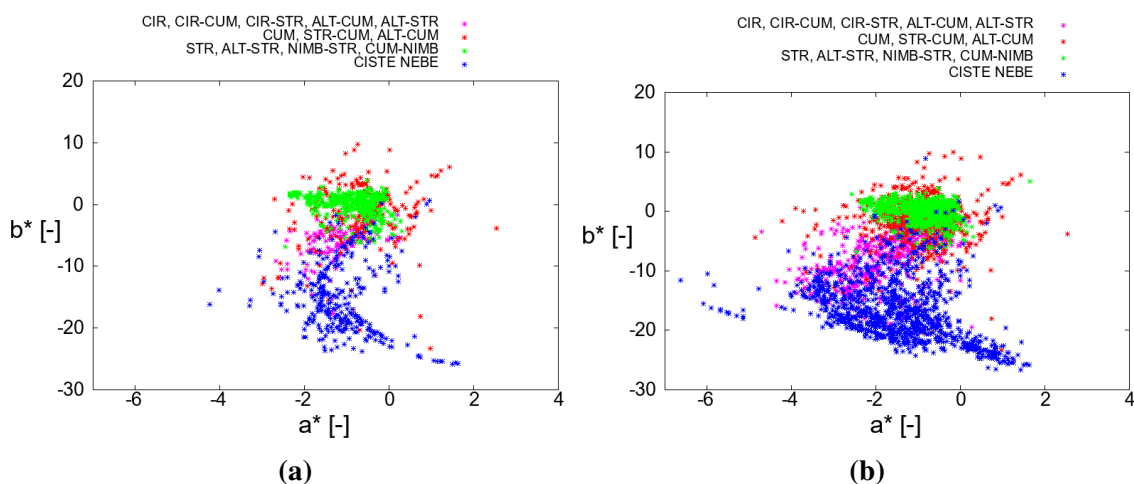 CIR, CIR-CUM, CIR-STR, ALT-CUM, ALT-STR
CUM, STR-CUM, ALT-CUM
STR, ALT-STR, NIMB-STR, CUM-NIMB
CISTE NEBE
20
10
0
-10
-20
-30
b* [-]
-6
-4
-2
0
2
4
a* [-]
(a)
CIR, CIR-CUM, CIR-STR, ALT-CUM, ALT-STR
CUM, STR-CUM, ALT-CUM
STR, ALT-STR, NIMB-STR, CUM-NIMB
CISTE NEBE
20
10
0
-10
-20
-30
b* [-]
-6
-4
-2
0
2
4
a* [-]
(b)